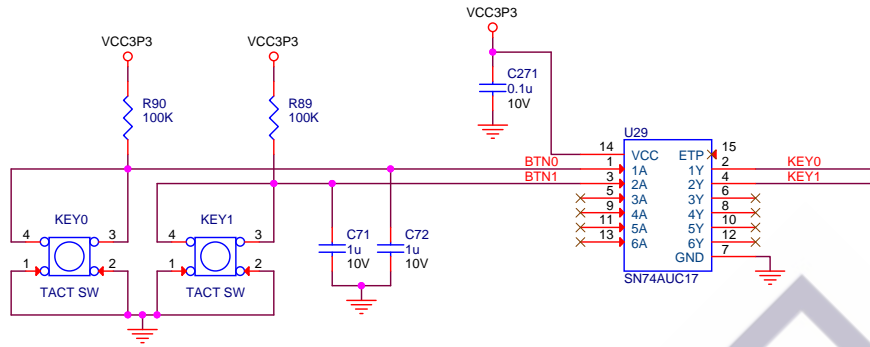 VCC3P3
VCC3P3
VCC3P3
R90
100K
R89
100K
C271
0.1u
10V
U29
BTN0
BTN1
14
1
3
5
9
11
13
VCC
1A
2A
3A
4A
5A
6A
ETP
1Y
2Y
3Y
4Y
5Y
6Y
GND
15
2
4
6
8
10
12
7
KEY0
KEY1
SN74AUC17
KEY0
4
3
1
2
TACT SW
KEY1
4
3
1
2
TACT SW
C71
1u
10V
C72
1u
10V